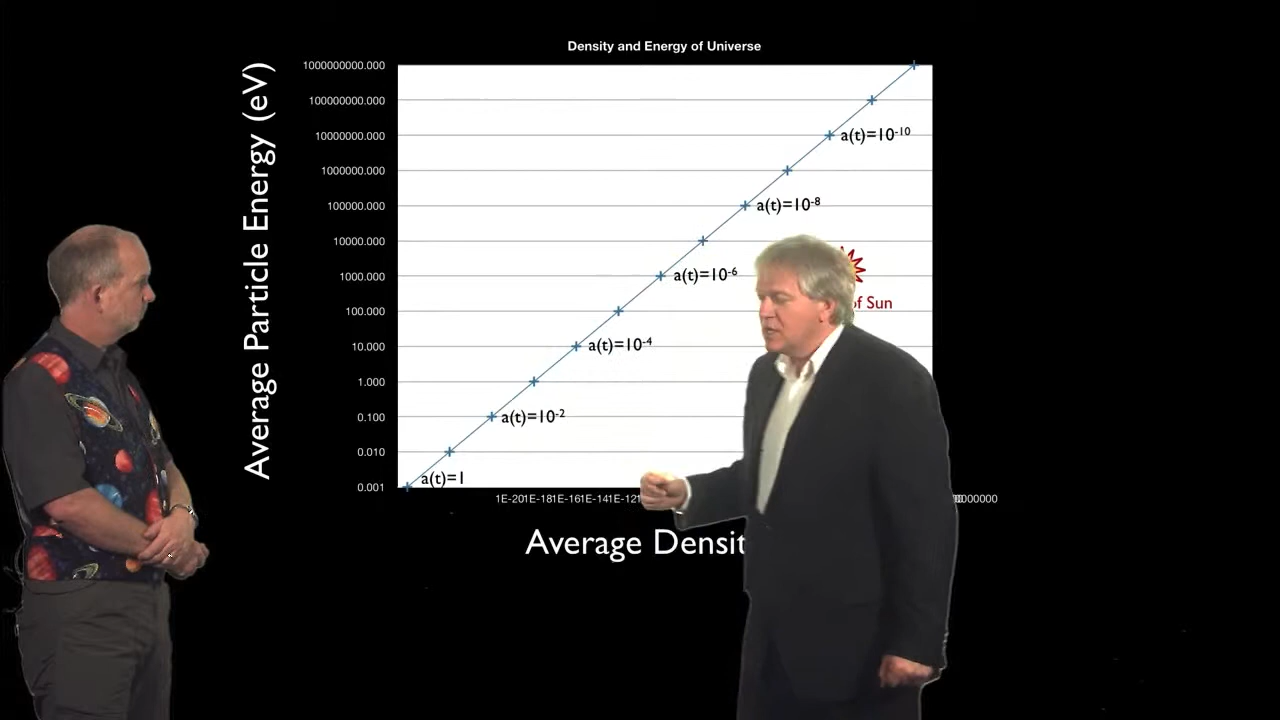 Density and Energy of Universe
Average Particle Energy (eV)
1000000000.000
100000000.000
10000000.000
a(t)=10⁻¹⁰
1000000.000
100000.000
a(t)=10⁻⁸
10000.000
1000.000
a(t)=10⁻⁶
of Sun
100.000
10.000
a(t)=10⁻⁴
1.000
0.100
a(t)=10⁻²
0.010
a(t)=1
0.001
1E-201E-181E-161E-141E-121
Average